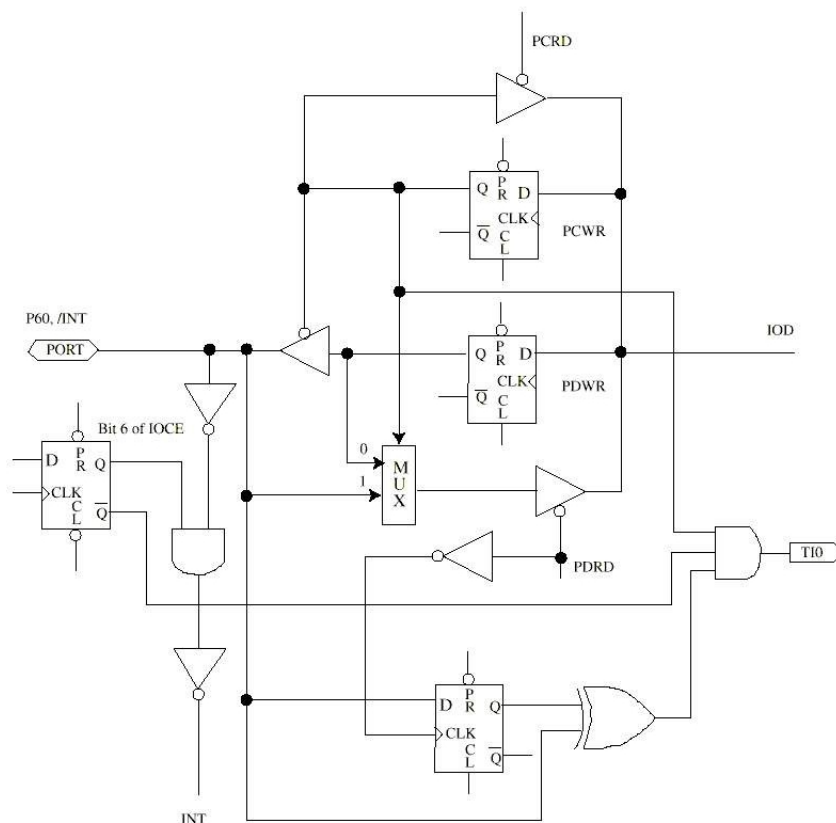 PCRD
Q P R D
CLK
PCWR
Q C L
P60, /INT
PORT
IOD
Q P R D
CLK
PDWR
Q C L
Bit 6 of IOCE
D P R Q
CLK
C L Q
0
1
MUX
PDRD
TI0
D P R Q
CLK
C L Q
INT